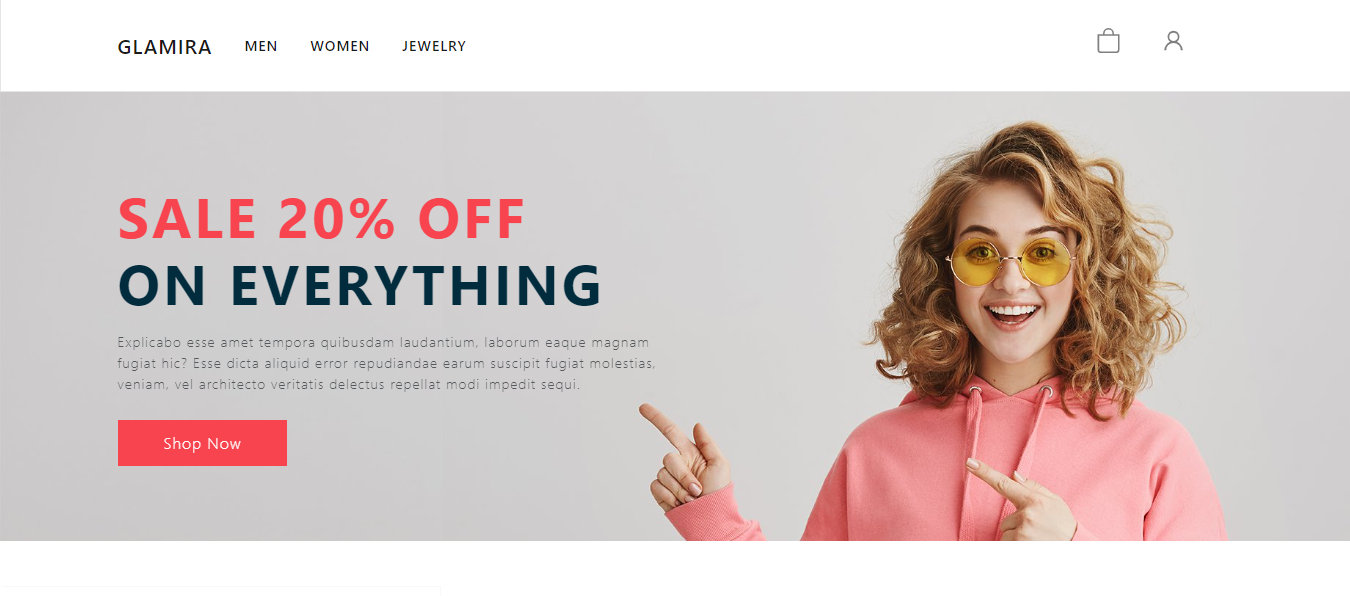 GLAMIRA MEN WOMEN JEWELRY
SALE 20% OFF
ON EVERYTHING
Explicabo esse amet tempora quibusdam laudantium, laborum eaque magnam
fugiat hic? Esse dicta aliquid error repudiandae earum suscipit fugiat molestias,
veniam, vel architecto veritatis delectus repellat modi impedit sequi.
Shop Now